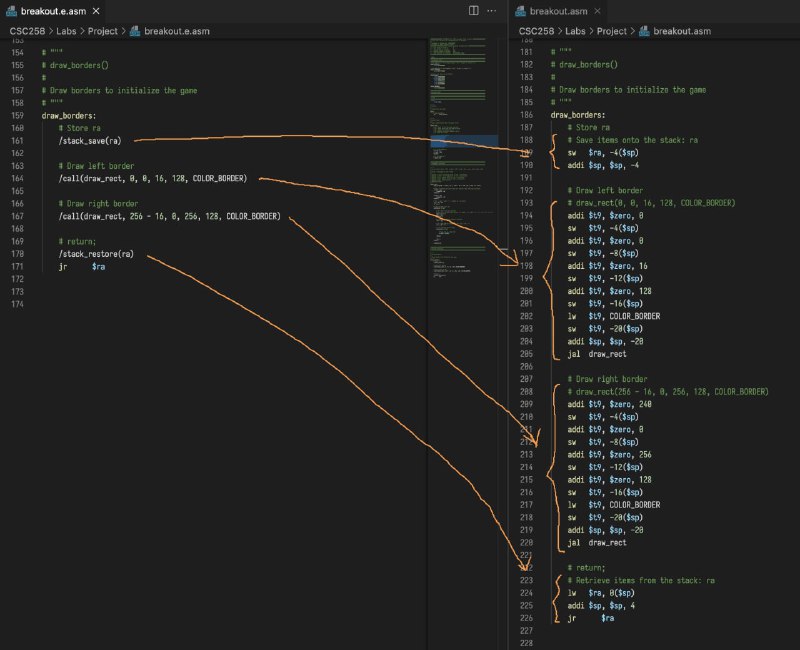 breakout.e.asm
CSC258 > Labs > Project > breakout.e.asm
153
154 # """
155 # draw_borders()
156 #
157 # Draw borders to initialize the game
158 # """
159 draw_borders:
160 # Store ra
161 /stack_save(ra)
162
163 # Draw left border
164 /call(draw_rect, 0, 0, 16, 128, COLOR_BORDER)
165
166 # Draw right border
167 /call(draw_rect, 256 - 16, 0, 256, 128, COLOR_BORDER)
168
169 # return;
170 /stack_restore(ra)
171 jr $ra
172
173
174
breakout.asm
CSC258 > Labs > Project > breakout.asm
180
181 # """
182 # draw_borders()
183 #
184 # Draw borders to initialize the game
185 # """
186 draw_borders:
187 # Store ra
188 # Save items onto the stack: ra
189 sw $ra, -4($sp)
190 addi $sp, $sp, -4
191
192 # Draw left border
193 # draw_rect(0, 0, 16, 128, COLOR_BORDER)
194 addi $t9, $zero, 0
195 sw $t9, -4($sp)
196 addi $t9, $zero, 0
197 sw $t9, -8($sp)
198 addi $t9, $zero, 16
199 sw $t9, -12($sp)
200 addi $t9, $zero, 128
201 sw $t9, -16($sp)
202 lw $t9, COLOR_BORDER
203 sw $t9, -20($sp)
204 addi $sp, $sp, -20
205 jal draw_rect
206
207 # Draw right border
208 # draw_rect(256 - 16, 0, 256, 128, COLOR_BORDER)
209 addi $t9, $zero, 240
210 sw $t9, -4($sp)
211 addi $t9, $zero, 0
212 sw $t9, -8($sp)
213 addi $t9, $zero, 256
214 sw $t9, -12($sp)
215 addi $t9, $zero, 128
216 sw $t9, -16($sp)
217 lw $t9, COLOR_BORDER
218 sw $t9, -20($sp)
219 addi $sp, $sp, -20
220 jal draw_rect
221
222 # return;
223 # Retrieve items from the stack: ra
224 lw $ra, 0($sp)
225 addi $sp, $sp, 4
226 jr $ra
227
228